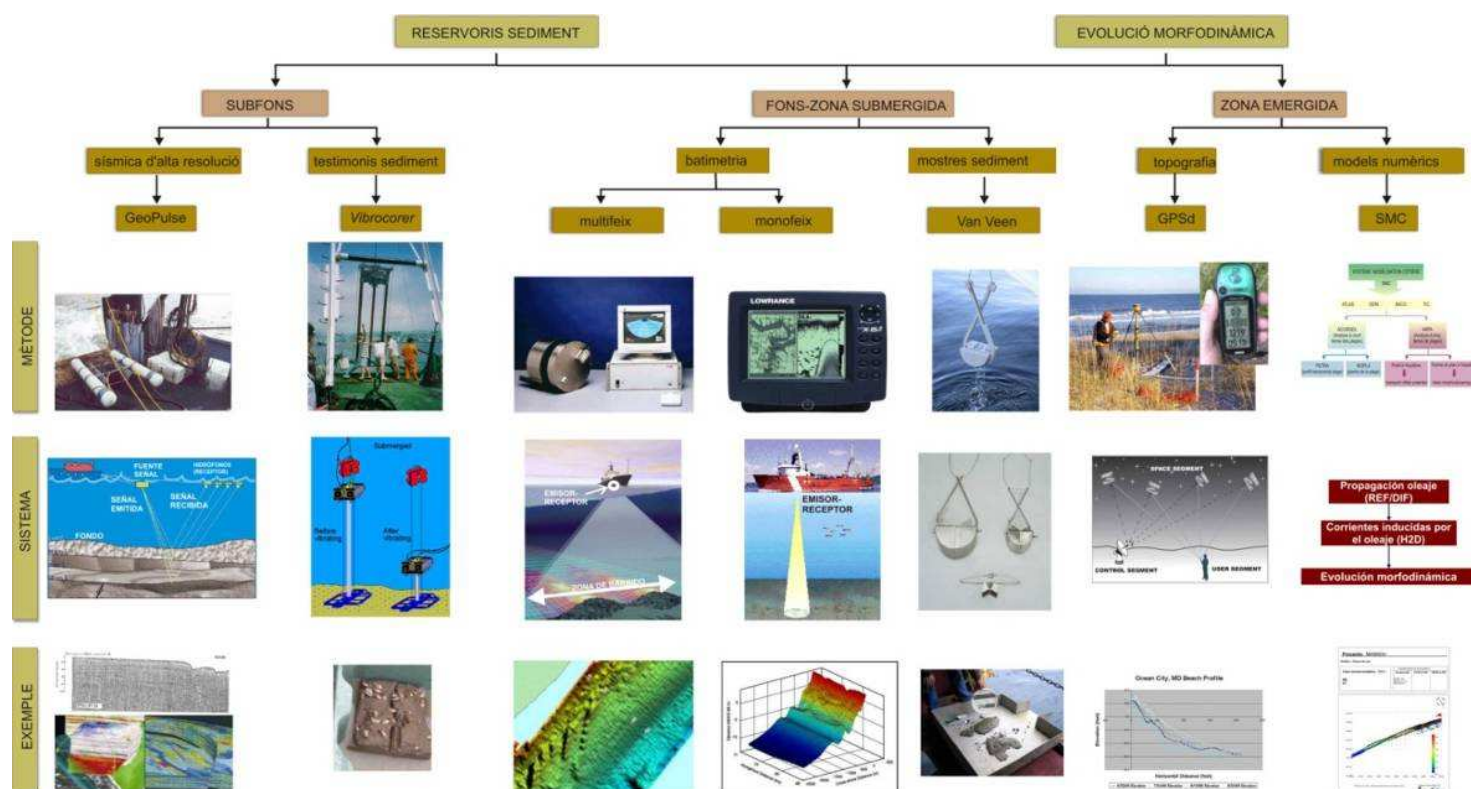 RESERVORIS SEDIMENT
EVOLUCIÓ MORFODINÀMICA
SUBFONS
FONS-ZONA SUBMERGIDA
ZONA EMERGIDA
sísmica d'alta resolució
testimonis sediment
batimetria
mostres sediment
topografia
models numèrics
GeoPulse
Vibrocorer
multifeix
monofeix
Van Veen
GPSd
SMC
MÈTODE
LOWRANCE
SISTEMA
FUENTE
SEÑAL
HIDRÓFONOS
(RECEPTOR)
SEÑAL
EMITIDA
SEÑAL
RECIBIDA
FONDO
Submerged
Before
vibrating
After
vibrating
EMISOR-
RECEPTOR
ZONA DE BARRIDO
EMISOR-
RECEPTOR
SPACE SEGMENT
CONTROL SEGMENT
USER SEGMENT
Propagación oleaje
(REF/DIF)
Corrientes inducidas por
el oleaje (H2D)
Evolución morfodinámica
EXEMPLE
Ocean City, MD Beach Profile
Elevation (feet)
Horizontal Distance (feet)